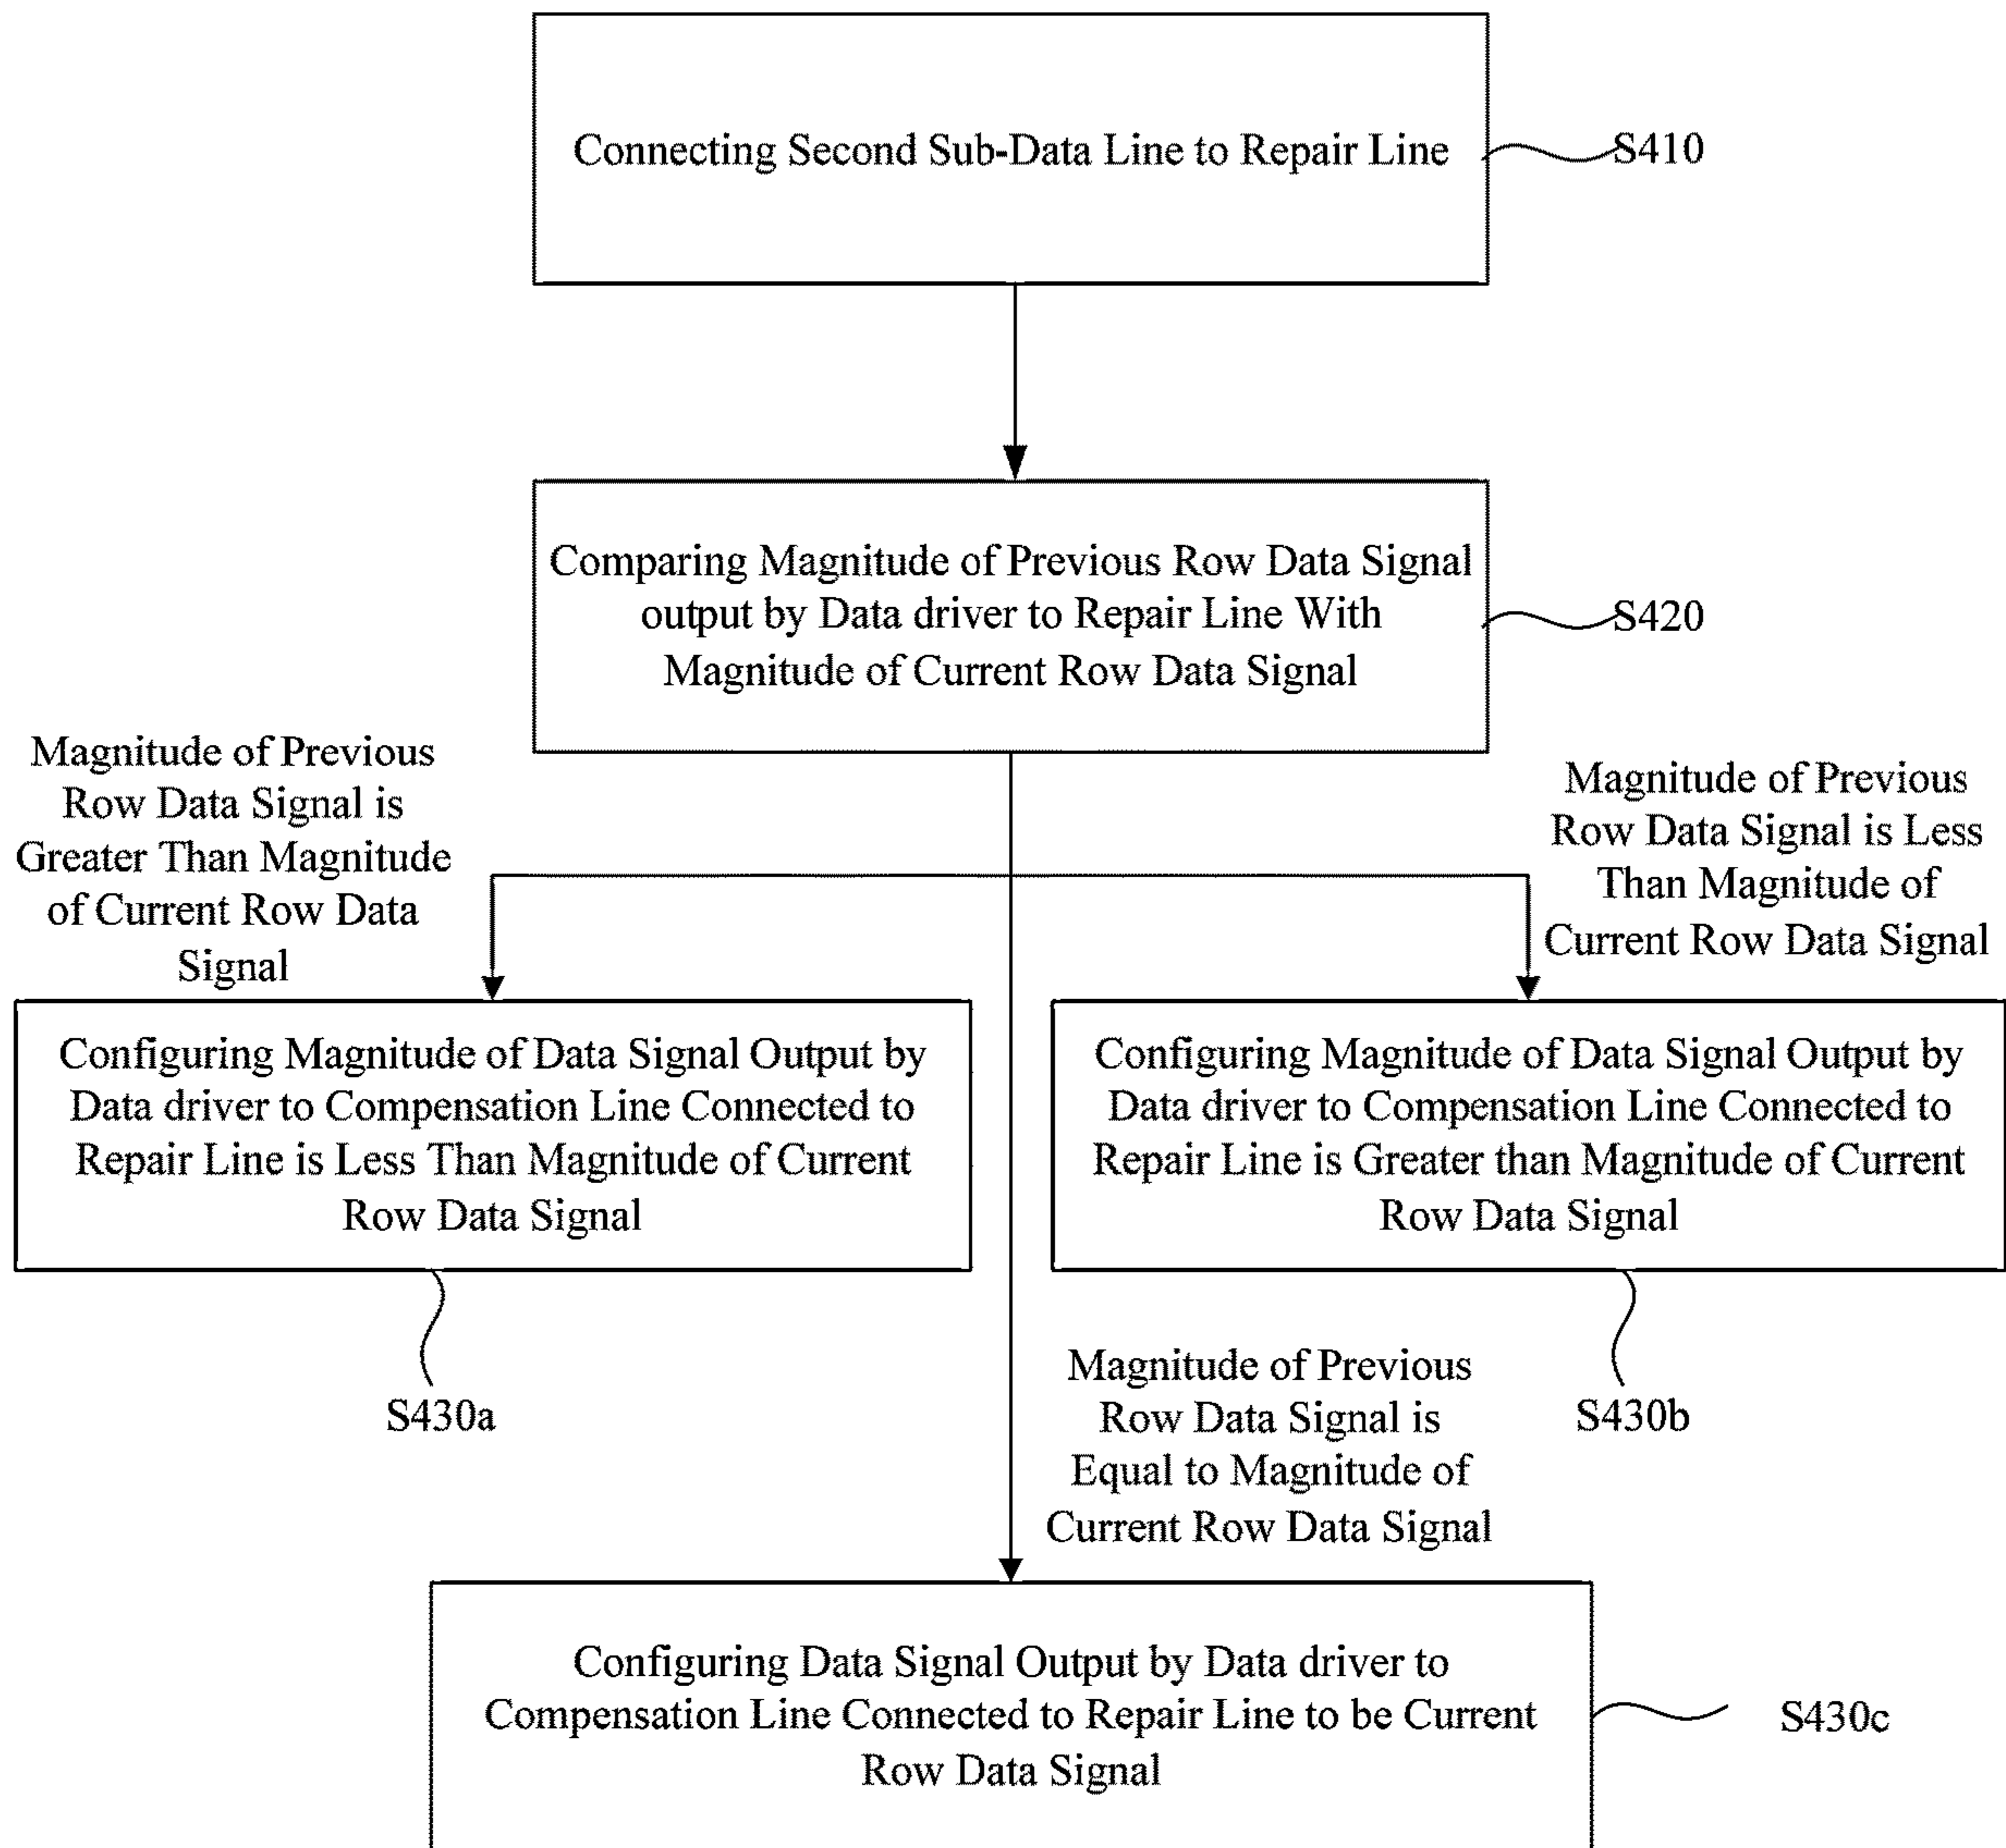 Connecting Second Sub-Data Line to Repair Line
S410
Comparing Magnitude of Previous Row Data Signal
output by Data driver to Repair Line With
Magnitude of Current Row Data Signal
S420
Magnitude of Previous
Row Data Signal is
Greater Than Magnitude
of Current Row Data
Signal
Magnitude of Previous
Row Data Signal is Less
Than Magnitude of
Current Row Data Signal
Configuring Magnitude of Data Signal Output by
Data driver to Compensation Line Connected to
Repair Line is Less Than Magnitude of Current
Row Data Signal
S430a
Configuring Magnitude of Data Signal Output by
Data driver to Compensation Line Connected to
Repair Line is Greater than Magnitude of Current
Row Data Signal
S430b
Magnitude of Previous
Row Data Signal is
Equal to Magnitude of
Current Row Data Signal
Configuring Data Signal Output by Data driver to
Compensation Line Connected to Repair Line to be Current
Row Data Signal
S430c